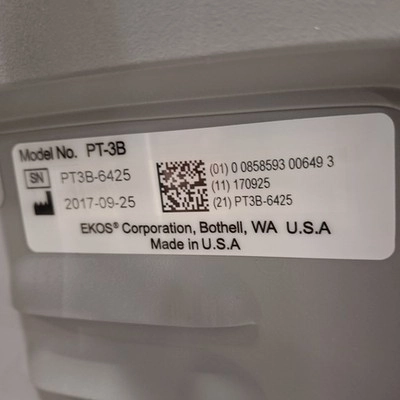 Model No. PT-3B
SN PT3B-6425
2017-09-25
(01) 0 0858593 00649 3
(11) 170925
(21) PT3B-6425
EKOS® Corporation, Bothell, WA U.S.A
Made in U.S.A